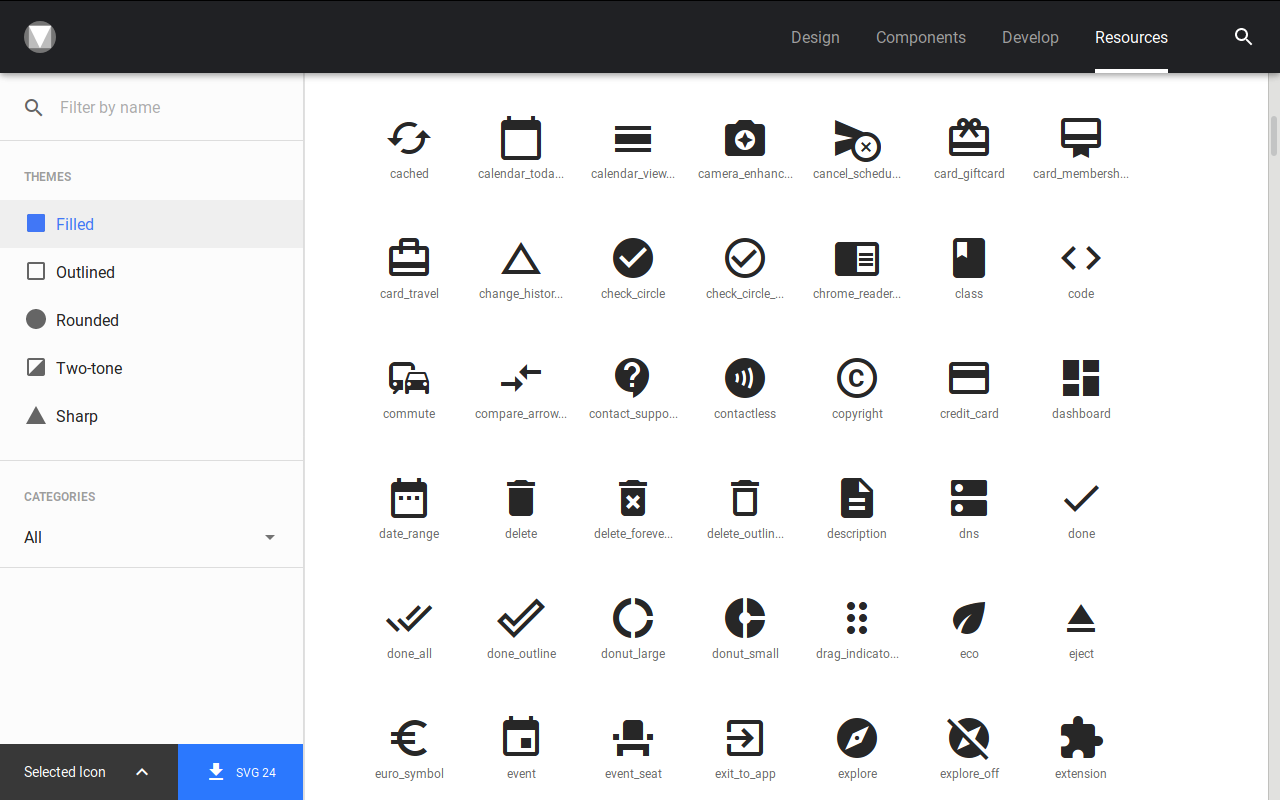 Design Components Develop Resources
Filter by name
THEMES
Filled
Outlined
Rounded
Two-tone
Sharp
CATEGORIES
All
Selected Icon
SVG 24
cached calendar_toda... calendar_view... camera_enhanc... cancel_schedu... card_giftcard card_membersh...
card_travel change_histor... check_circle check_circle_... chrome_reader... class code
commute compare_arrow... contact_suppo... contactless copyright credit_card dashboard
date_range delete delete_foreve... delete_outlin... description dns done
done_all done_outline donut_large donut_small drag_indicato... eco eject
euro_symbol event event_seat exit_to_app explore explore_off extension